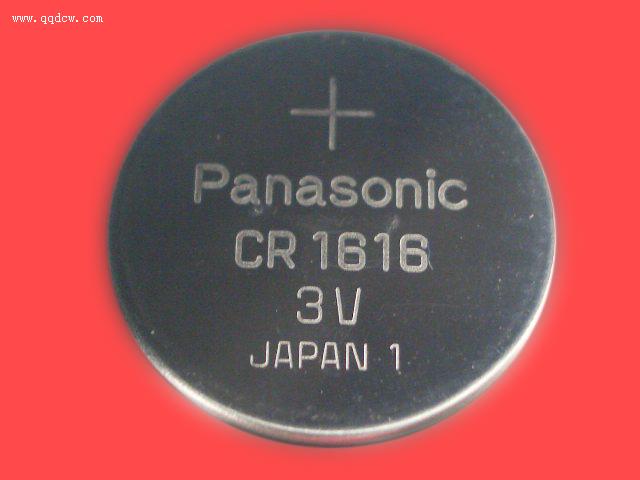 www.qqdcw.com
+
Panasonic
CR 1616
3V
JAPAN 1